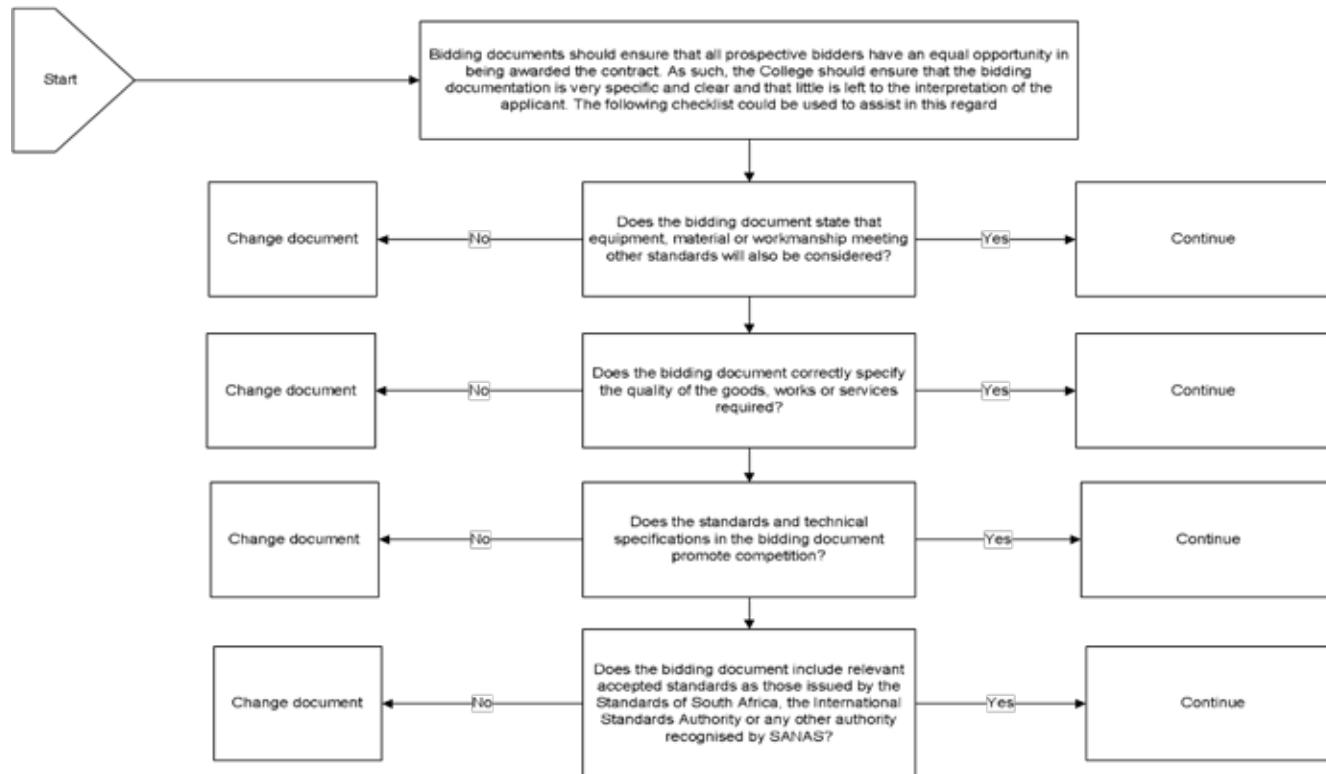 Start
Bidding documents should ensure that all prospective bidders have an equal opportunity in
being awarded the contract. As such, the College should ensure that the bidding
documentation is very specific and clear and that little is left to the interpretation of the
applicant. The following checklist could be used to assist in this regard
Change document
No
Does the bidding document state that
equipment, material or workmanship meeting
other standards will also be considered?
Yes
Continue
Change document
No
Does the bidding document correctly specify
the quality of the goods, works or services
required?
Yes
Continue
Change document
No
Does the standards and technical
specifications in the bidding document
promote competition?
Yes
Continue
Change document
No
Does the bidding document include relevant
accepted standards as those issued by the
Standards of South Africa, the International
Standards Authority or any other authority
recognised by SANAS?
Yes
Continue